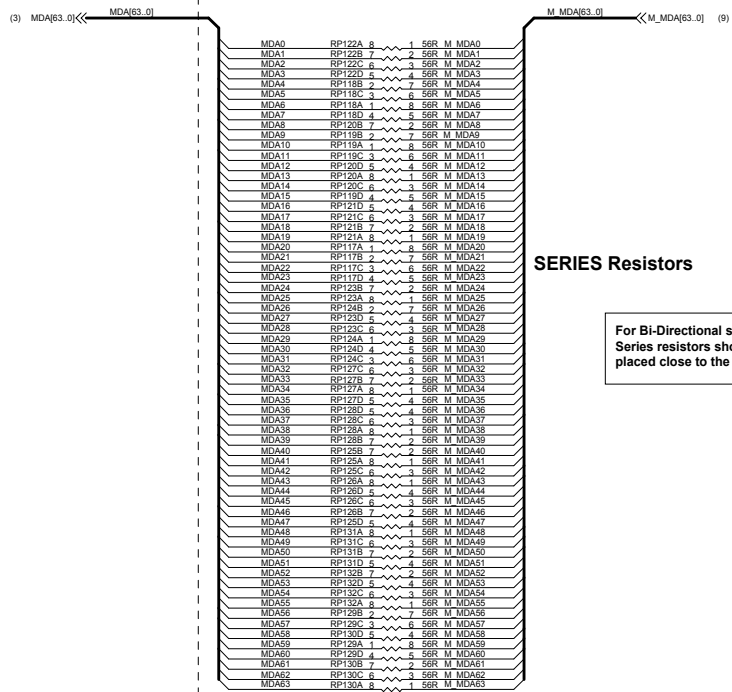 (3) MDA[63..0] MDA[63..0] M_MDA[63..0] M_MDA[63..0] (9)
MDA0 RP122A 8 1 56R M_MDA0
MDA1 RP122B 7 2 56R M_MDA1
MDA2 RP122C 6 3 56R M_MDA2
MDA3 RP122D 5 4 56R M_MDA3
MDA4 RP118B 2 7 56R M_MDA4
MDA5 RP118C 3 6 56R M_MDA5
MDA6 RP118A 1 8 56R M_MDA6
MDA7 RP118D 4 5 56R M_MDA7
MDA8 RP120B 7 2 56R M_MDA8
MDA9 RP119B 2 7 56R M_MDA9
MDA10 RP119A 1 8 56R M_MDA10
MDA11 RP119C 3 6 56R M_MDA11
MDA12 RP120D 5 4 56R M_MDA12
MDA13 RP120A 8 1 56R M_MDA13
MDA14 RP120C 6 3 56R M_MDA14
MDA15 RP119D 4 5 56R M_MDA15
MDA16 RP121D 5 4 56R M_MDA16
MDA17 RP121C 6 3 56R M_MDA17
MDA18 RP121B 7 2 56R M_MDA18
MDA19 RP121A 8 1 56R M_MDA19
MDA20 RP117A 1 8 56R M_MDA20
MDA21 RP117B 2 7 56R M_MDA21
MDA22 RP117C 3 6 56R M_MDA22
SERIES Resistors
MDA23 RP117D 4 5 56R M_MDA23
MDA24 RP123B 7 2 56R M_MDA24
MDA25 RP123A 8 1 56R M_MDA25
MDA26 RP124B 2 7 56R M_MDA26
MDA27 RP123D 5 4 56R M_MDA27
MDA28 RP123C 6 3 56R M_MDA28
MDA29 RP124A 1 8 56R M_MDA29
MDA30 RP124D 4 5 56R M_MDA30
MDA31 RP124C 3 6 56R M_MDA31
For Bi-Directional s
Series resistors sho
placed close to the
MDA32 RP127C 6 3 56R M_MDA32
MDA33 RP127B 7 2 56R M_MDA33
MDA34 RP127A 8 1 56R M_MDA34
MDA35 RP127D 5 4 56R M_MDA35
MDA36 RP128D 5 4 56R M_MDA36
MDA37 RP128C 6 3 56R M_MDA37
MDA38 RP128A 8 1 56R M_MDA38
MDA39 RP128B 7 2 56R M_MDA39
MDA40 RP125B 7 2 56R M_MDA40
MDA41 RP125A 8 1 56R M_MDA41
MDA42 RP125C 6 3 56R M_MDA42
MDA43 RP126A 8 1 56R M_MDA43
MDA44 RP126D 5 4 56R M_MDA44
MDA45 RP126C 6 3 56R M_MDA45
MDA46 RP126B 7 2 56R M_MDA46
MDA47 RP125D 5 4 56R M_MDA47
MDA48 RP131A 8 1 56R M_MDA48
MDA49 RP131C 6 3 56R M_MDA49
MDA50 RP131B 7 2 56R M_MDA50
MDA51 RP131D 5 4 56R M_MDA51
MDA52 RP132B 7 2 56R M_MDA52
MDA53 RP132D 5 4 56R M_MDA53
MDA54 RP132C 6 3 56R M_MDA54
MDA55 RP132A 8 1 56R M_MDA55
MDA56 RP129B 2 7 56R M_MDA56
MDA57 RP129C 3 6 56R M_MDA57
MDA58 RP130D 5 4 56R M_MDA58
MDA59 RP129A 1 8 56R M_MDA59
MDA60 RP129D 4 5 56R M_MDA60
MDA61 RP130B 7 2 56R M_MDA61
MDA62 RP130C 6 3 56R M_MDA62
MDA63 RP130A 8 1 56R M_MDA63